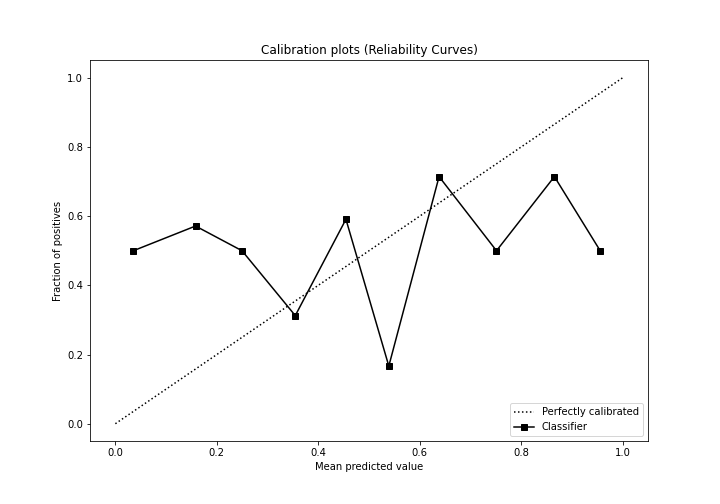 Calibration plots (Reliability Curves)
1.0
0.8
0.6
0.4
0.2
0.0
Fraction of positives
0.0 0.2 0.4 0.6 0.8 1.0
Mean predicted value
Perfectly calibrated
Classifier